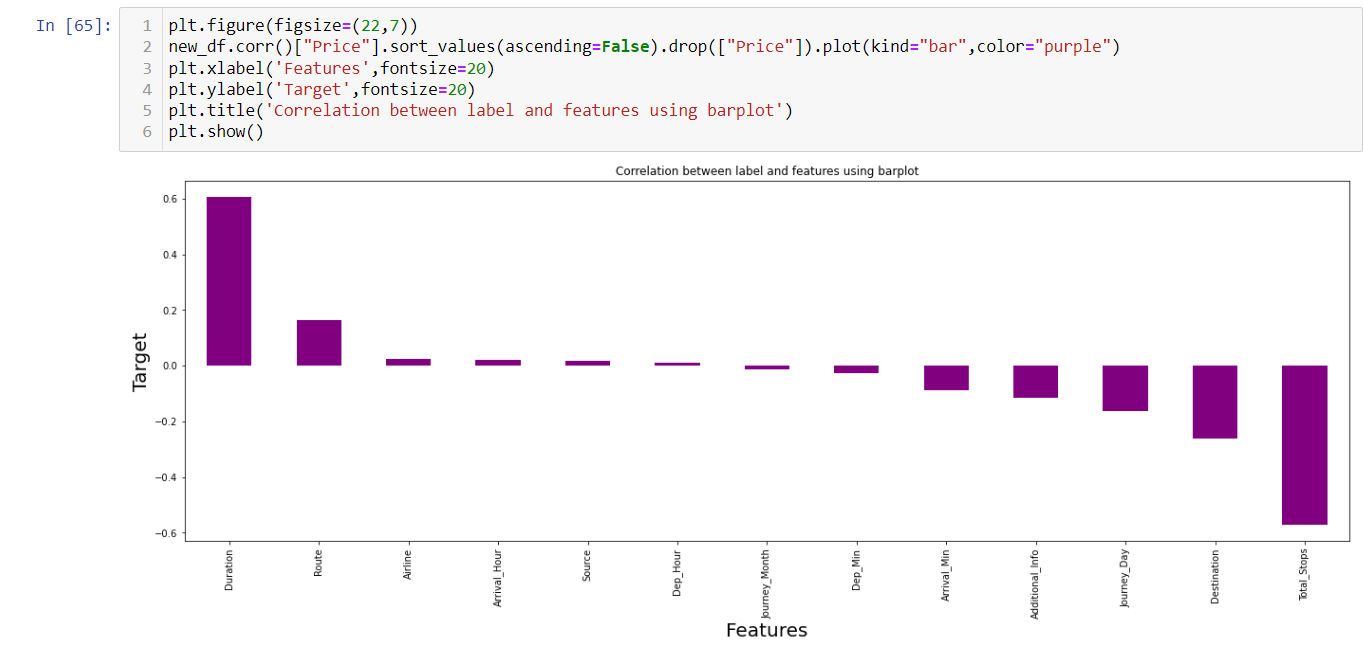 In [65]:
1 plt.figure(figsize=(22,7))
2 new_df.corr()["Price"].sort_values(ascending=False).drop(["Price"]).plot(kind="bar",color="purple")
3 plt.xlabel('Features',fontsize=20)
4 plt.ylabel('Target',fontsize=20)
5 plt.title('Correlation between label and features using barplot')
6 plt.show()
Correlation between label and features using barplot
0.6
0.4
0.2
0.0
−0.2
−0.4
−0.6
Target
Duration
Route
Airline
Arrival_Hour
Source
Dep_Hour
Journey_Month
Dep_Min
Arrival_Min
Additional_Info
Journey_Day
Destination
Total_Stops
Features